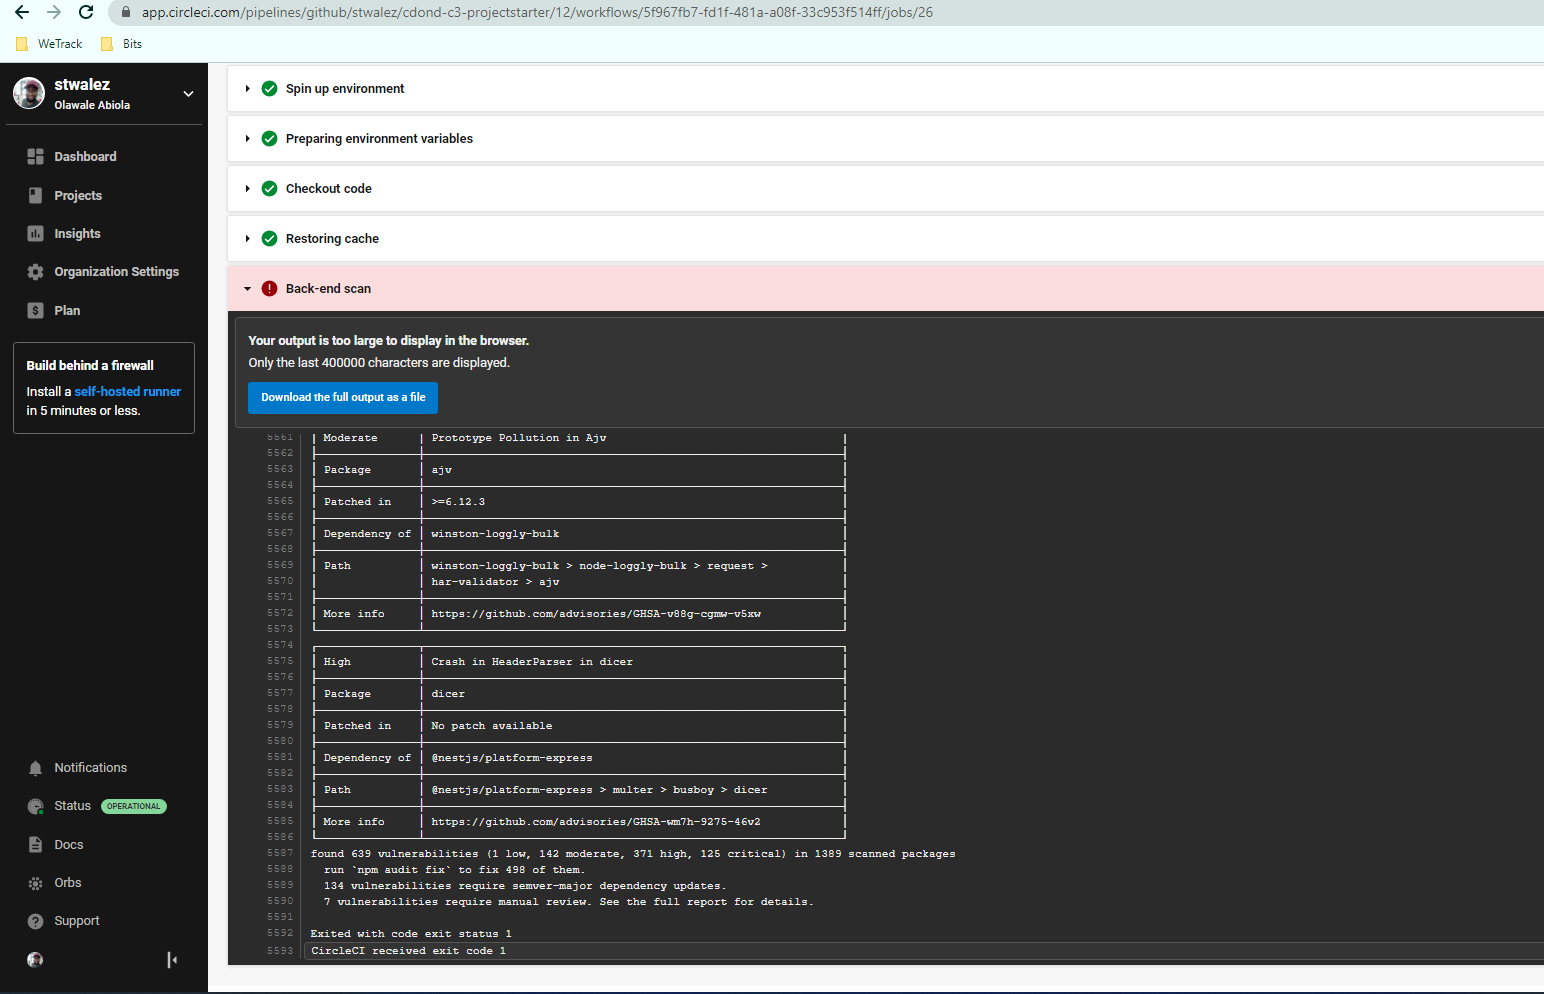 app.circleci.com/pipelines/github/stwalez/cdond-c3-projectstarter/12/workflows/5f967fb7-fd1f-481a-a08f-33c953f514ff/jobs/26
WeTrack Bits
stwalez
Olawale Abiola
Dashboard
Projects
Insights
Organization Settings
Plan
Build behind a firewall
Install a self-hosted runner
in 5 minutes or less.
Notifications
Status OPERATIONAL
Docs
Orbs
Support
Spin up environment
Preparing environment variables
Checkout code
Restoring cache
Back-end scan
Your output is too large to display in the browser.
Only the last 400000 characters are displayed.
Download the full output as a file
5561 Moderate Prototype Pollution in Ajv
5562
5563 Package ajv
5564
5565 Patched in >=6.12.3
5566
5567 Dependency of winston-loggly-bulk
5568
5569 Path winston-loggly-bulk > node-loggly-bulk > request >
5570 har-validator > ajv
5571
5572 More info https://github.com/advisories/GHSA-v88g-cgmw-v5xw
5573
5574
5575 High Crash in HeaderParser in dicer
5576
5577 Package dicer
5578
5579 Patched in No patch available
5580
5581 Dependency of @nestjs/platform-express
5582
5583 Path @nestjs/platform-express > multer > busboy > dicer
5584
5585 More info https://github.com/advisories/GHSA-wm7h-9275-46v2
5586
5587 found 639 vulnerabilities (1 low, 142 moderate, 371 high, 125 critical) in 1389 scanned packages
5588 run `npm audit fix` to fix 498 of them.
5589 134 vulnerabilities require semver-major dependency updates.
5590 7 vulnerabilities require manual review. See the full report for details.
5591
5592 Exited with code exit status 1
5593 CircleCI received exit code 1